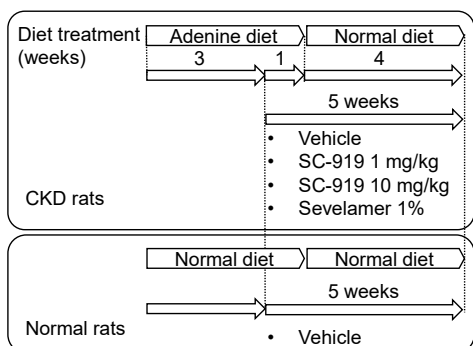 Diet treatment
(weeks)
Adenine diet
Normal diet
3
1
4
5 weeks
• Vehicle
• SC-919 1 mg/kg
• SC-919 10 mg/kg
• Sevelamer 1%
CKD rats
Normal diet
Normal diet
5 weeks
Normal rats
• Vehicle